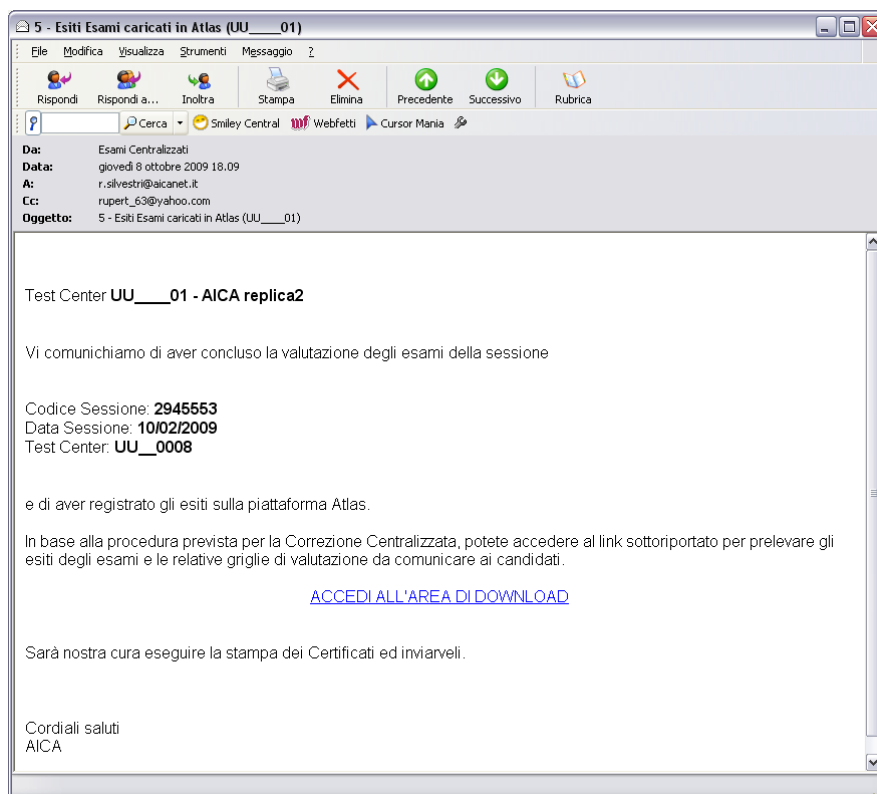 5 - Esiti Esami caricati in Atlas (UU____01)
File Modifica Visualizza Strumenti Messaggio ?
Rispondi Rispondi a... Inoltra Stampa Elimina Precedente Successivo Rubrica
Cerca Smiley Central Webfetti Cursor Mania
Da: Esami Centralizzati
Data: giovedì 8 ottobre 2009 18.09
A: r.silvestri@aicanet.it
Cc: rupert_63@yahoo.com
Oggetto: 5 - Esiti Esami caricati in Atlas (UU____01)
Test Center UU____01 - AICA replica2
Vi comunichiamo di aver concluso la valutazione degli esami della sessione
Codice Sessione: 2945553
Data Sessione: 10/02/2009
Test Center: UU__0008
e di aver registrato gli esiti sulla piattaforma Atlas.
In base alla procedura prevista per la Correzione Centralizzata, potete accedere al link sottoriportato per prelevare gli
esiti degli esami e le relative griglie di valutazione da comunicare ai candidati.
ACCEDI ALL'AREA DI DOWNLOAD
Sarà nostra cura eseguire la stampa dei Certificati ed inviarveli.
Cordiali saluti
AICA